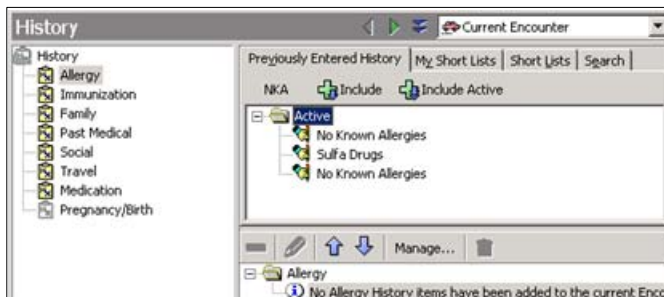 History
Current Encounter
History
Allergy
Immunization
Family
Past Medical
Social
Travel
Medication
Pregnancy/Birth
Previously Entered History My Short Lists Short Lists Search
NKA Include Include Active
Active
No Known Allergies
Sulfa Drugs
No Known Allergies
Manage...
Allergy
No Allergy History items have been added to the current Enco